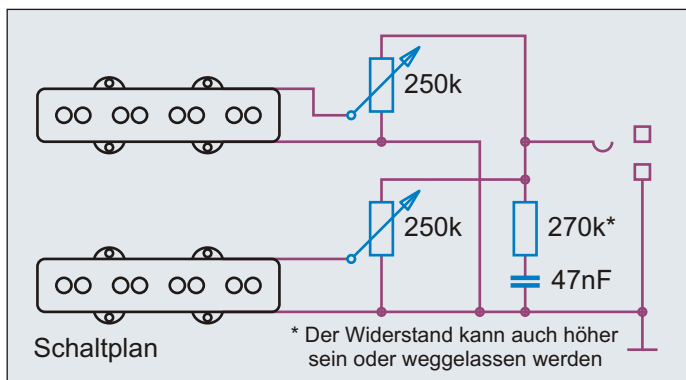 250k
250k
270k*
47nF
Schaltplan
* Der Widerstand kann auch höher
sein oder weggelassen werden